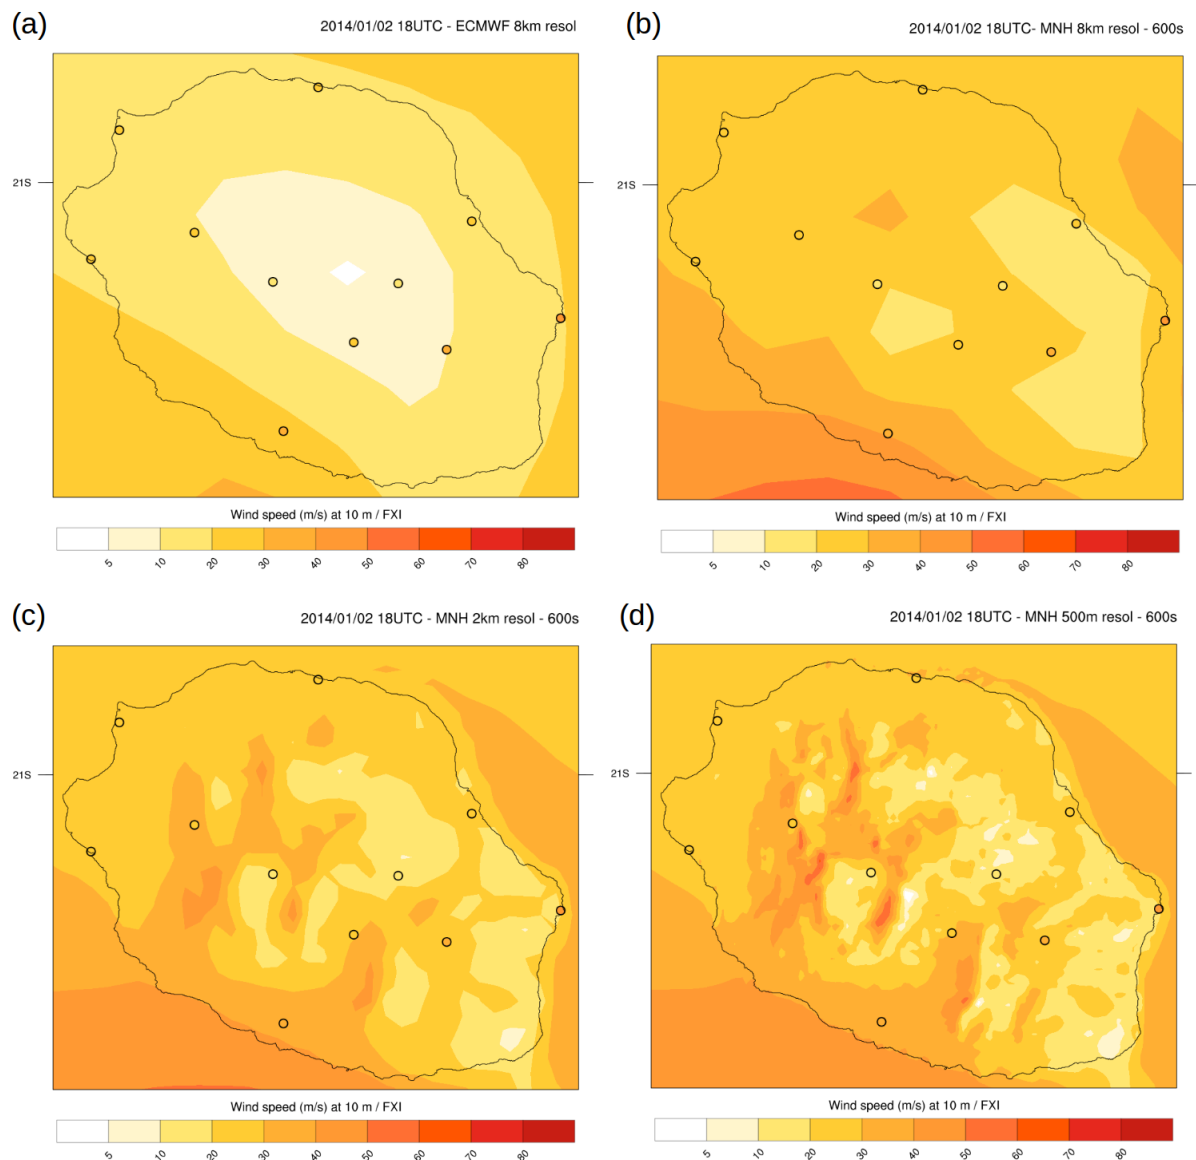 (a)
2014/01/02 18UTC - ECMWF 8km resol
21S
Wind speed (m/s) at 10 m / FXI
5 10 20 30 40 50 60 70 80
(b)
2014/01/02 18UTC- MNH 8km resol - 600s
21S
Wind speed (m/s) at 10 m / FXI
5 10 20 30 40 50 60 70 80
(c)
2014/01/02 18UTC - MNH 2km resol - 600s
21S
Wind speed (m/s) at 10 m / FXI
5 10 20 30 40 50 60 70 80
(d)
2014/01/02 18UTC - MNH 500m resol - 600s
21S
Wind speed (m/s) at 10 m / FXI
5 10 20 30 40 50 60 70 80